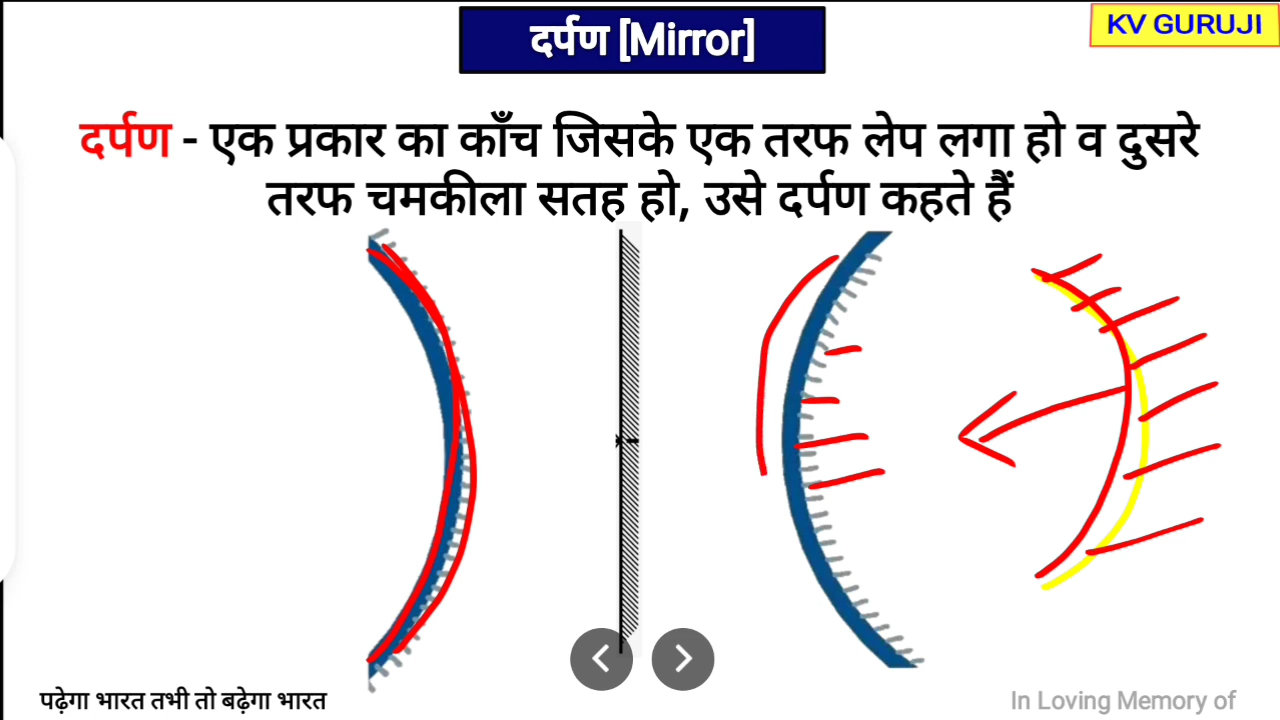 दर्पण [Mirror]
KV GURUJI
दर्पण - एक प्रकार का काँच जिसके एक तरफ लेप लगा हो व दुसरे
तरफ चमकीला सतह हो, उसे दर्पण कहते हैं
पढ़ेगा भारत तभी तो बढ़ेगा भारत
In Loving Memory of